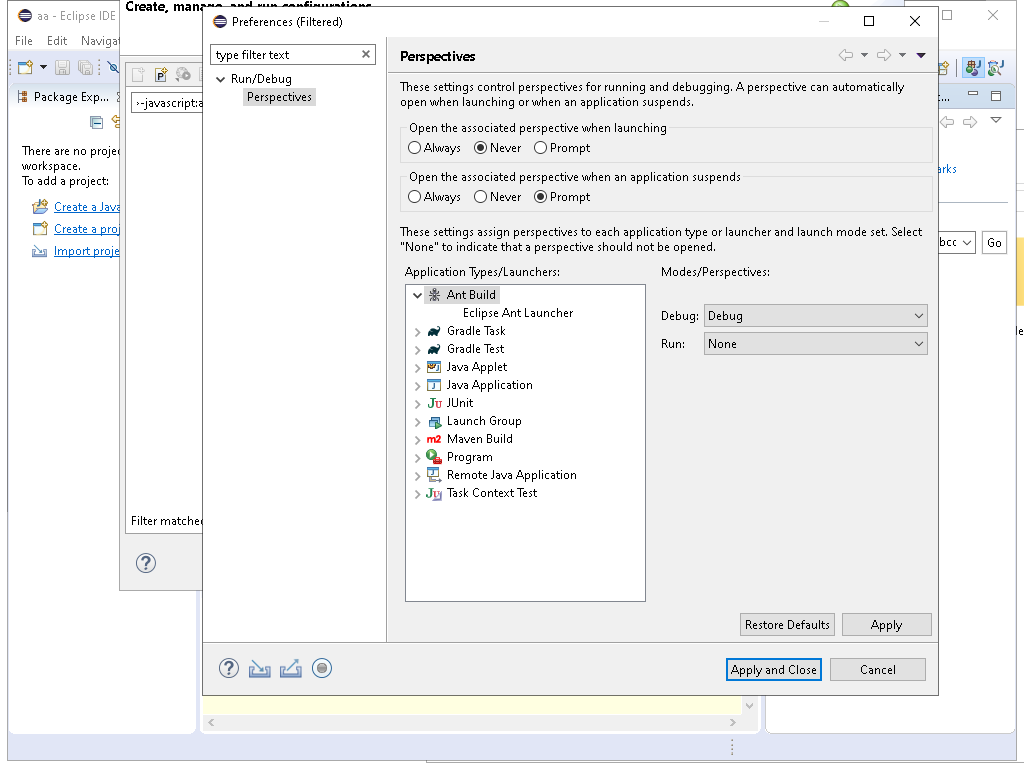 aa - Eclipse IDE
Create, manage, and run configurations
File Edit Navigat
Package Exp...
There are no proje
workspace.
To add a project:
Create a Java
Create a proj
Import proje
>-javascript:a
Filter matched
Preferences (Filtered)
type filter text
Run/Debug
Perspectives
Perspectives
These settings control perspectives for running and debugging. A perspective can automatically
open when launching or when an application suspends.
Open the associated perspective when launching
Always Never Prompt
Open the associated perspective when an application suspends
Always Never Prompt
These settings assign perspectives to each application type or launcher and launch mode set. Select
"None" to indicate that a perspective should not be opened.
Application Types/Launchers:
Ant Build
Eclipse Ant Launcher
Gradle Task
Gradle Test
Java Applet
Java Application
JUnit
Launch Group
Maven Build
Program
Remote Java Application
Task Context Test
Modes/Perspectives:
Debug: Debug
Run: None
Restore Defaults Apply
Apply and Close Cancel
arks
Go